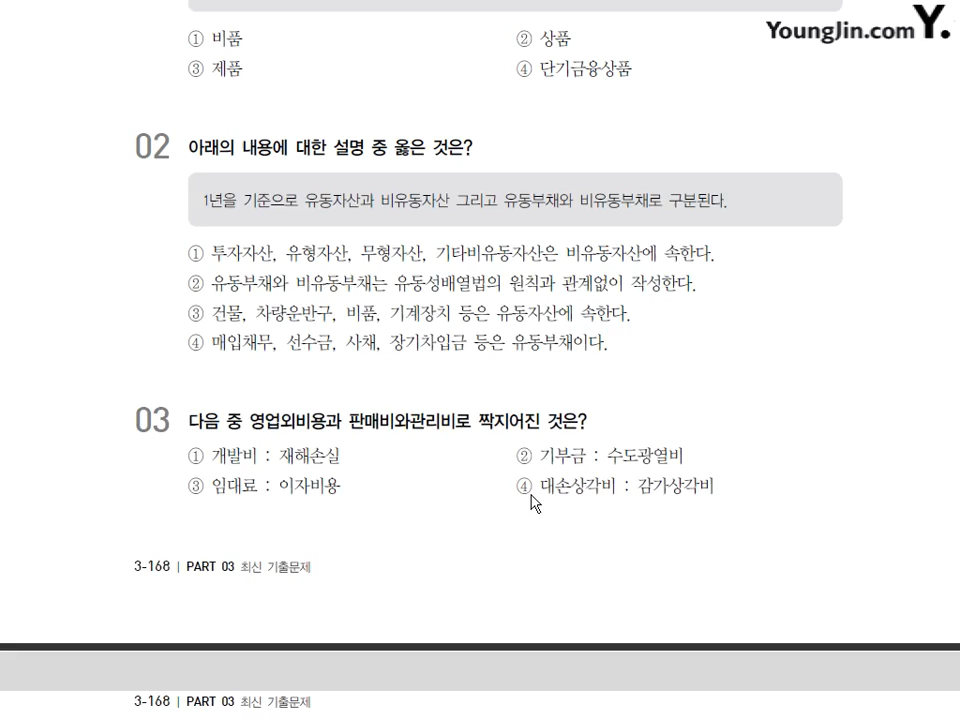 YoungJin.com Y.
① 비품 ② 상품
③ 제품 ④ 단기금융상품
02 아래의 내용에 대한 설명 중 옳은 것은?
1년을 기준으로 유동자산과 비유동자산 그리고 유동부채와 비유동부채로 구분된다.
① 투자자산, 유형자산, 무형자산, 기타비유동자산은 비유동자산에 속한다.
② 유동부채와 비유동부채는 유동성배열법의 원칙과 관계없이 작성한다.
③ 건물, 차량운반구, 비품, 기계장치 등은 유동자산에 속한다.
④ 매입채무, 선수금, 사채, 장기차입금 등은 유동부채이다.
03 다음 중 영업외비용과 판매비와관리비로 짝지어진 것은?
① 개발비 : 재해손실 ② 기부금 : 수도광열비
③ 임대료 : 이자비용 ④ 대손상각비 : 감가상각비
3-168 | PART 03 최신 기출문제
3-168 | PART 03 최신 기출문제